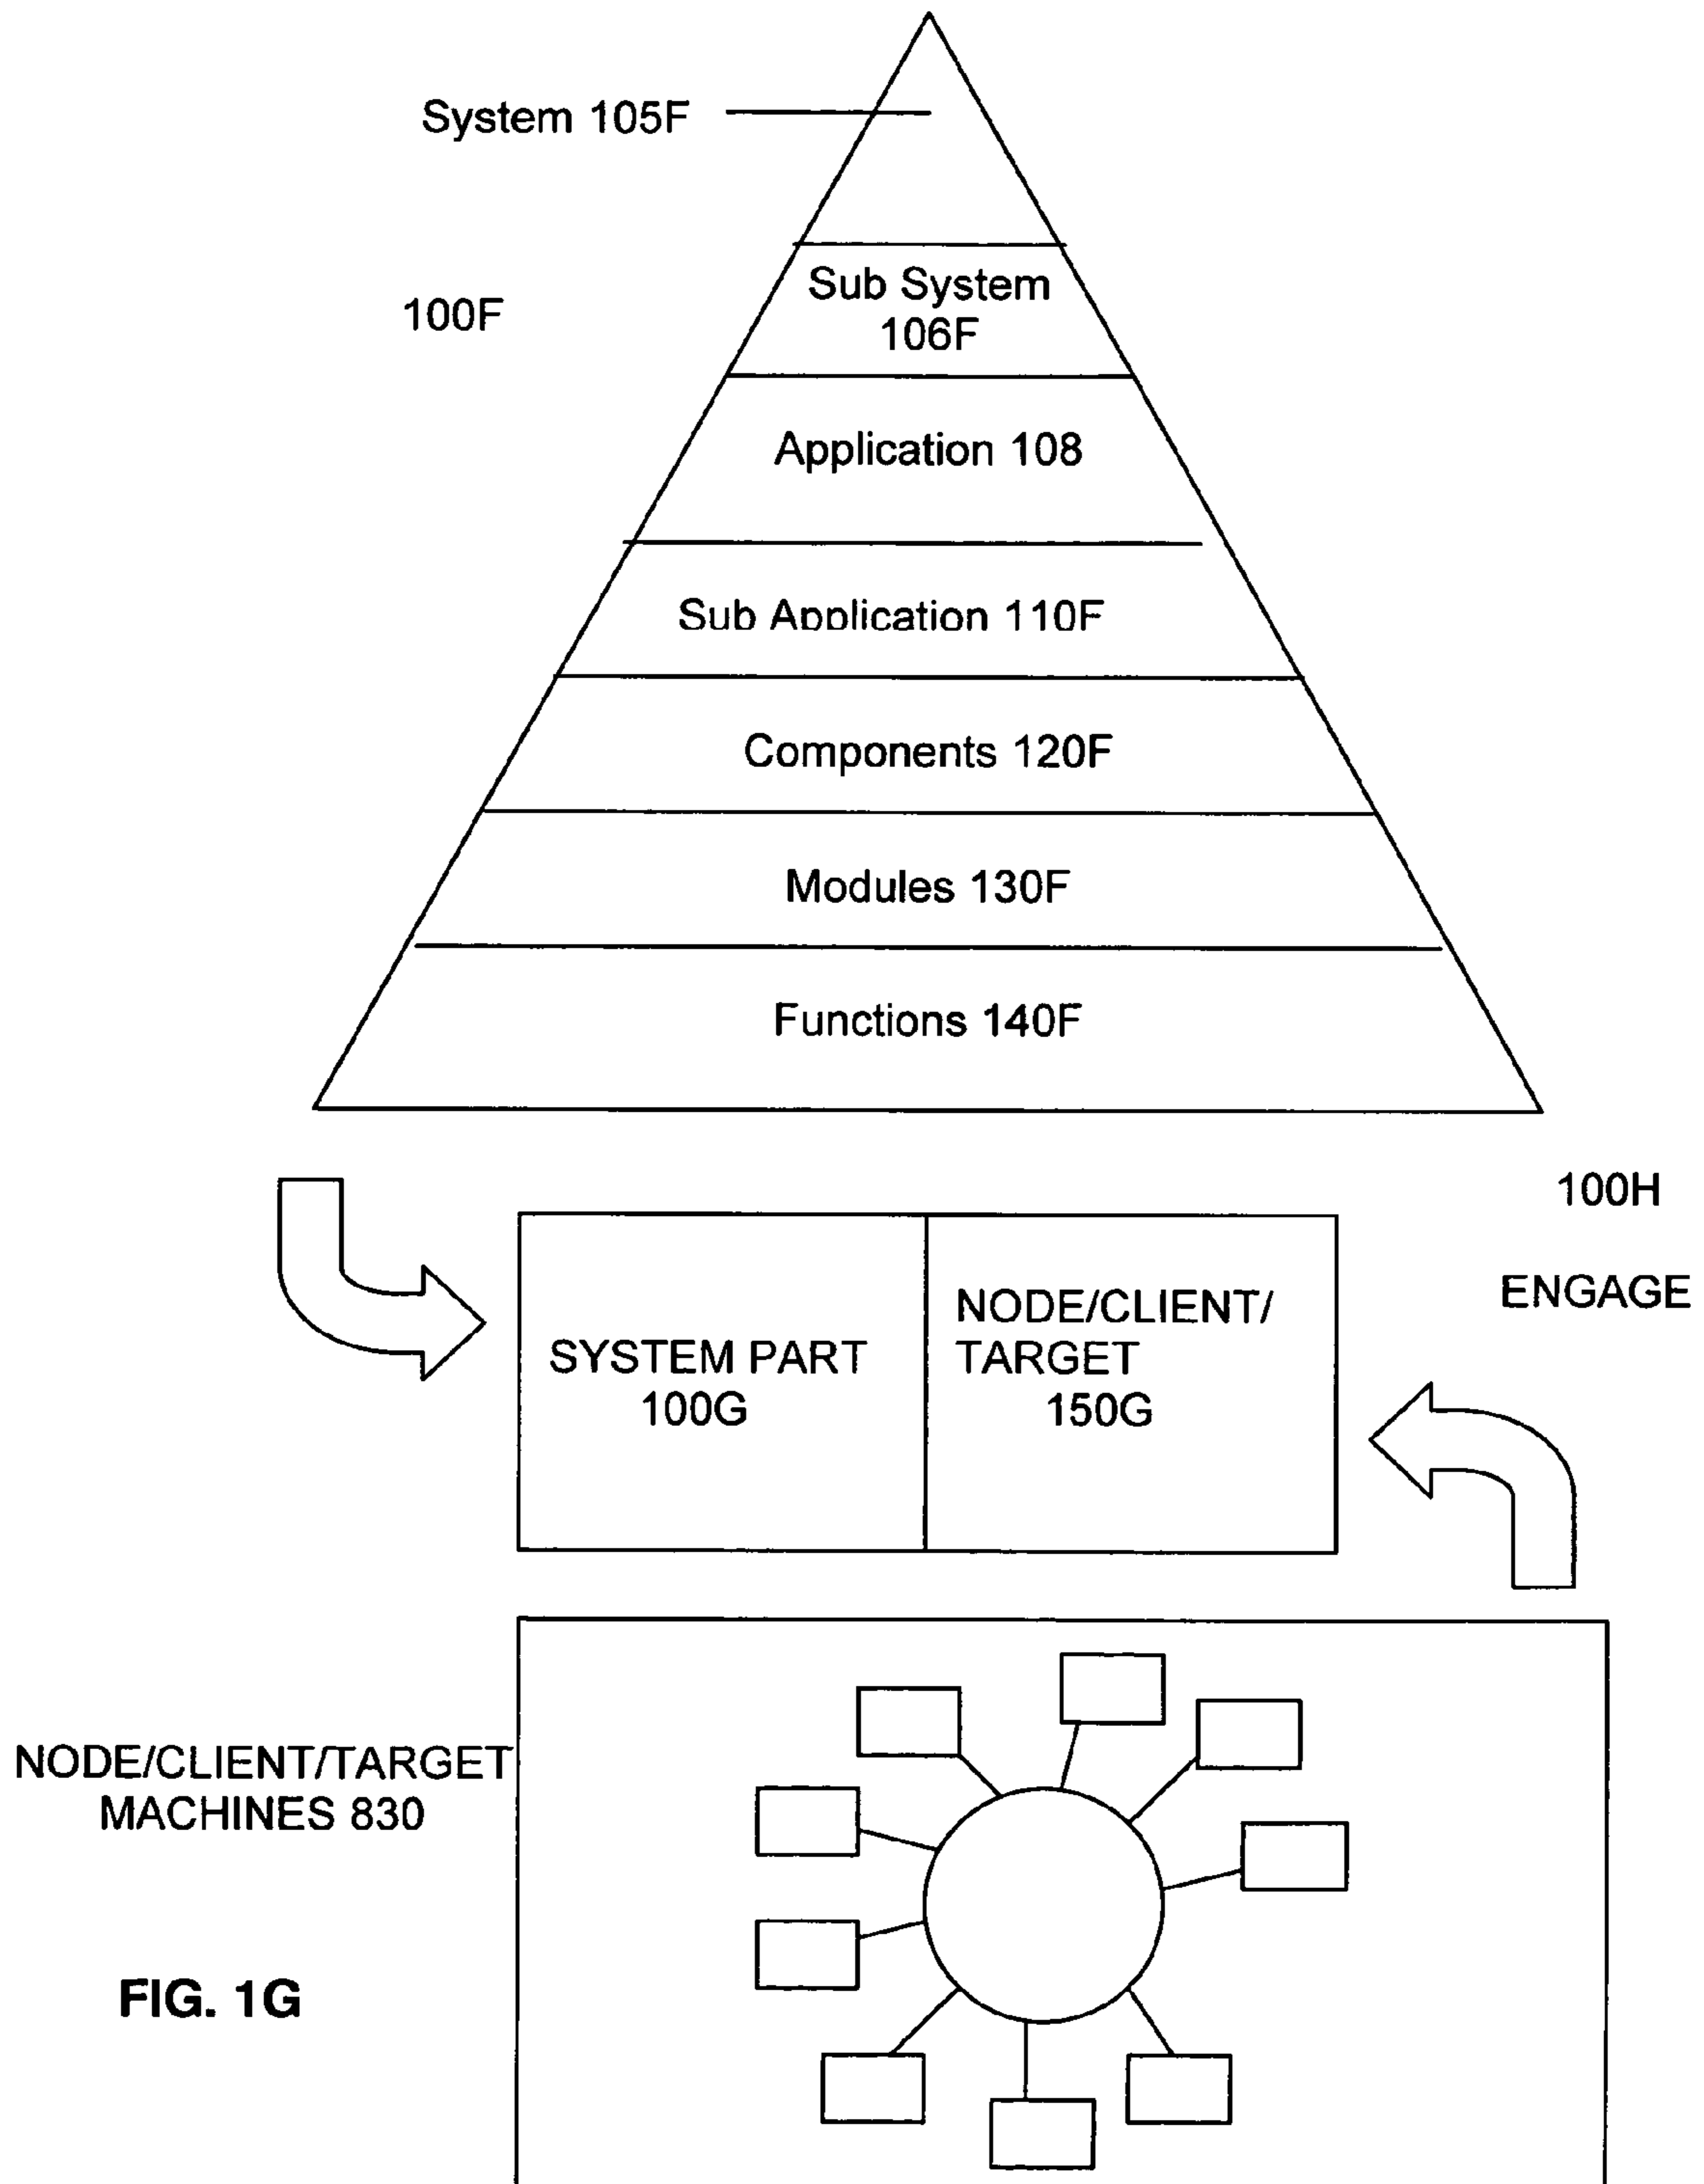 System 105F
Sub System
106F
100F
Application 108
Sub Application 110F
Components 120F
Modules 130F
Functions 140F
100H
ENGAGE
SYSTEM PART
100G
NODE/CLIENT/
TARGET
150G
NODE/CLIENT/TARGET
MACHINES 830
FIG. 1G